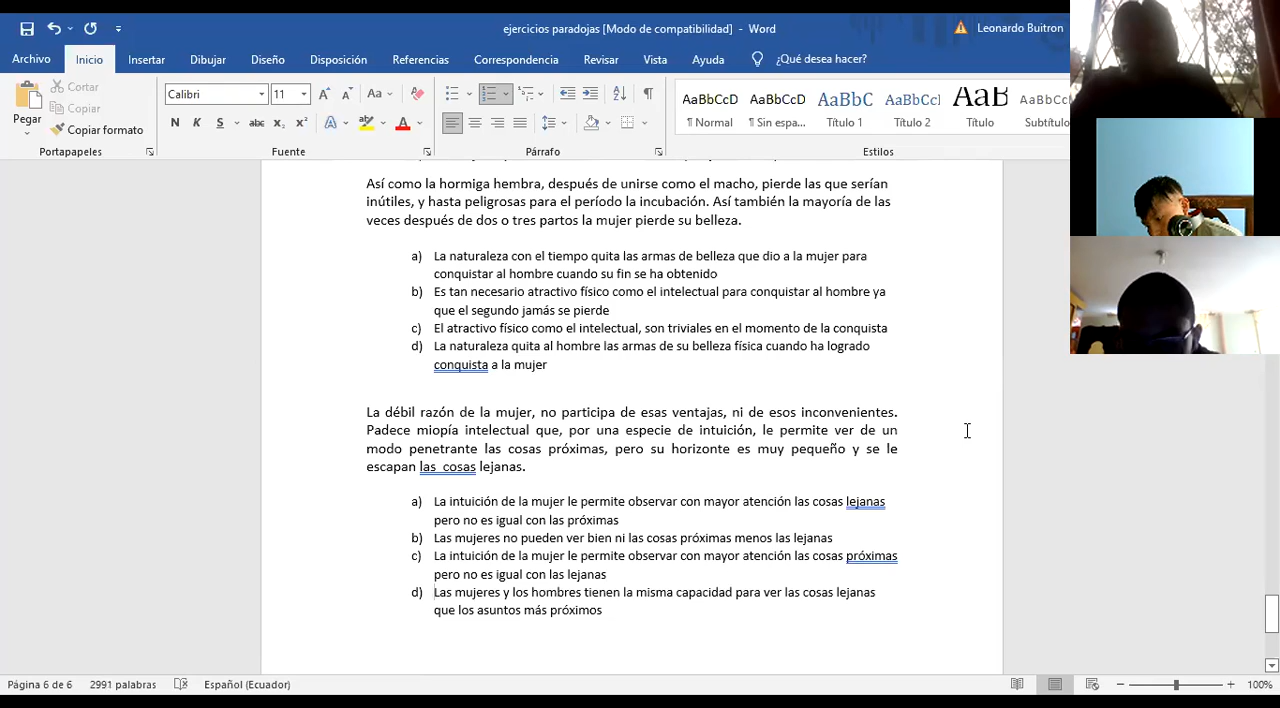 ejercicios paradojas [Modo de compatibilidad] - Word
Leonardo Buitron
Archivo Inicio Insertar Dibujar Diseño Disposición Referencias Correspondencia Revisar Vista Ayuda ¿Qué desea hacer?
Pegar
Cortar
Copiar
Copiar formato
Portapapeles
Calibri 11
N K S abc x₂ x²
Fuente
Párrafo
AaBbCcD AaBbCcD AaBbC AaBbCcI AaB AaBbCcD
¶ Normal ¶ Sin espa... Título 1 Título 2 Título Subtítulo
Estilos
Así como la hormiga hembra, después de unirse como el macho, pierde las que serían
inútiles, y hasta peligrosas para el período la incubación. Así también la mayoría de las
veces después de dos o tres partos la mujer pierde su belleza.
a) La naturaleza con el tiempo quita las armas de belleza que dio a la mujer para
conquistar al hombre cuando su fin se ha obtenido
b) Es tan necesario atractivo físico como el intelectual para conquistar al hombre ya
que el segundo jamás se pierde
c) El atractivo físico como el intelectual, son triviales en el momento de la conquista
d) La naturaleza quita al hombre las armas de su belleza física cuando ha logrado
conquista a la mujer
La débil razón de la mujer, no participa de esas ventajas, ni de esos inconvenientes.
Padece miopía intelectual que, por una especie de intuición, le permite ver de un
modo penetrante las cosas próximas, pero su horizonte es muy pequeño y se le
escapan las cosas lejanas.
a) La intuición de la mujer le permite observar con mayor atención las cosas lejanas
pero no es igual con las próximas
b) Las mujeres no pueden ver bien ni las cosas próximas menos las lejanas
c) La intuición de la mujer le permite observar con mayor atención las cosas próximas
pero no es igual con las lejanas
d) Las mujeres y los hombres tienen la misma capacidad para ver las cosas lejanas
que los asuntos más próximos
Página 6 de 6 2991 palabras Español (Ecuador) 100%